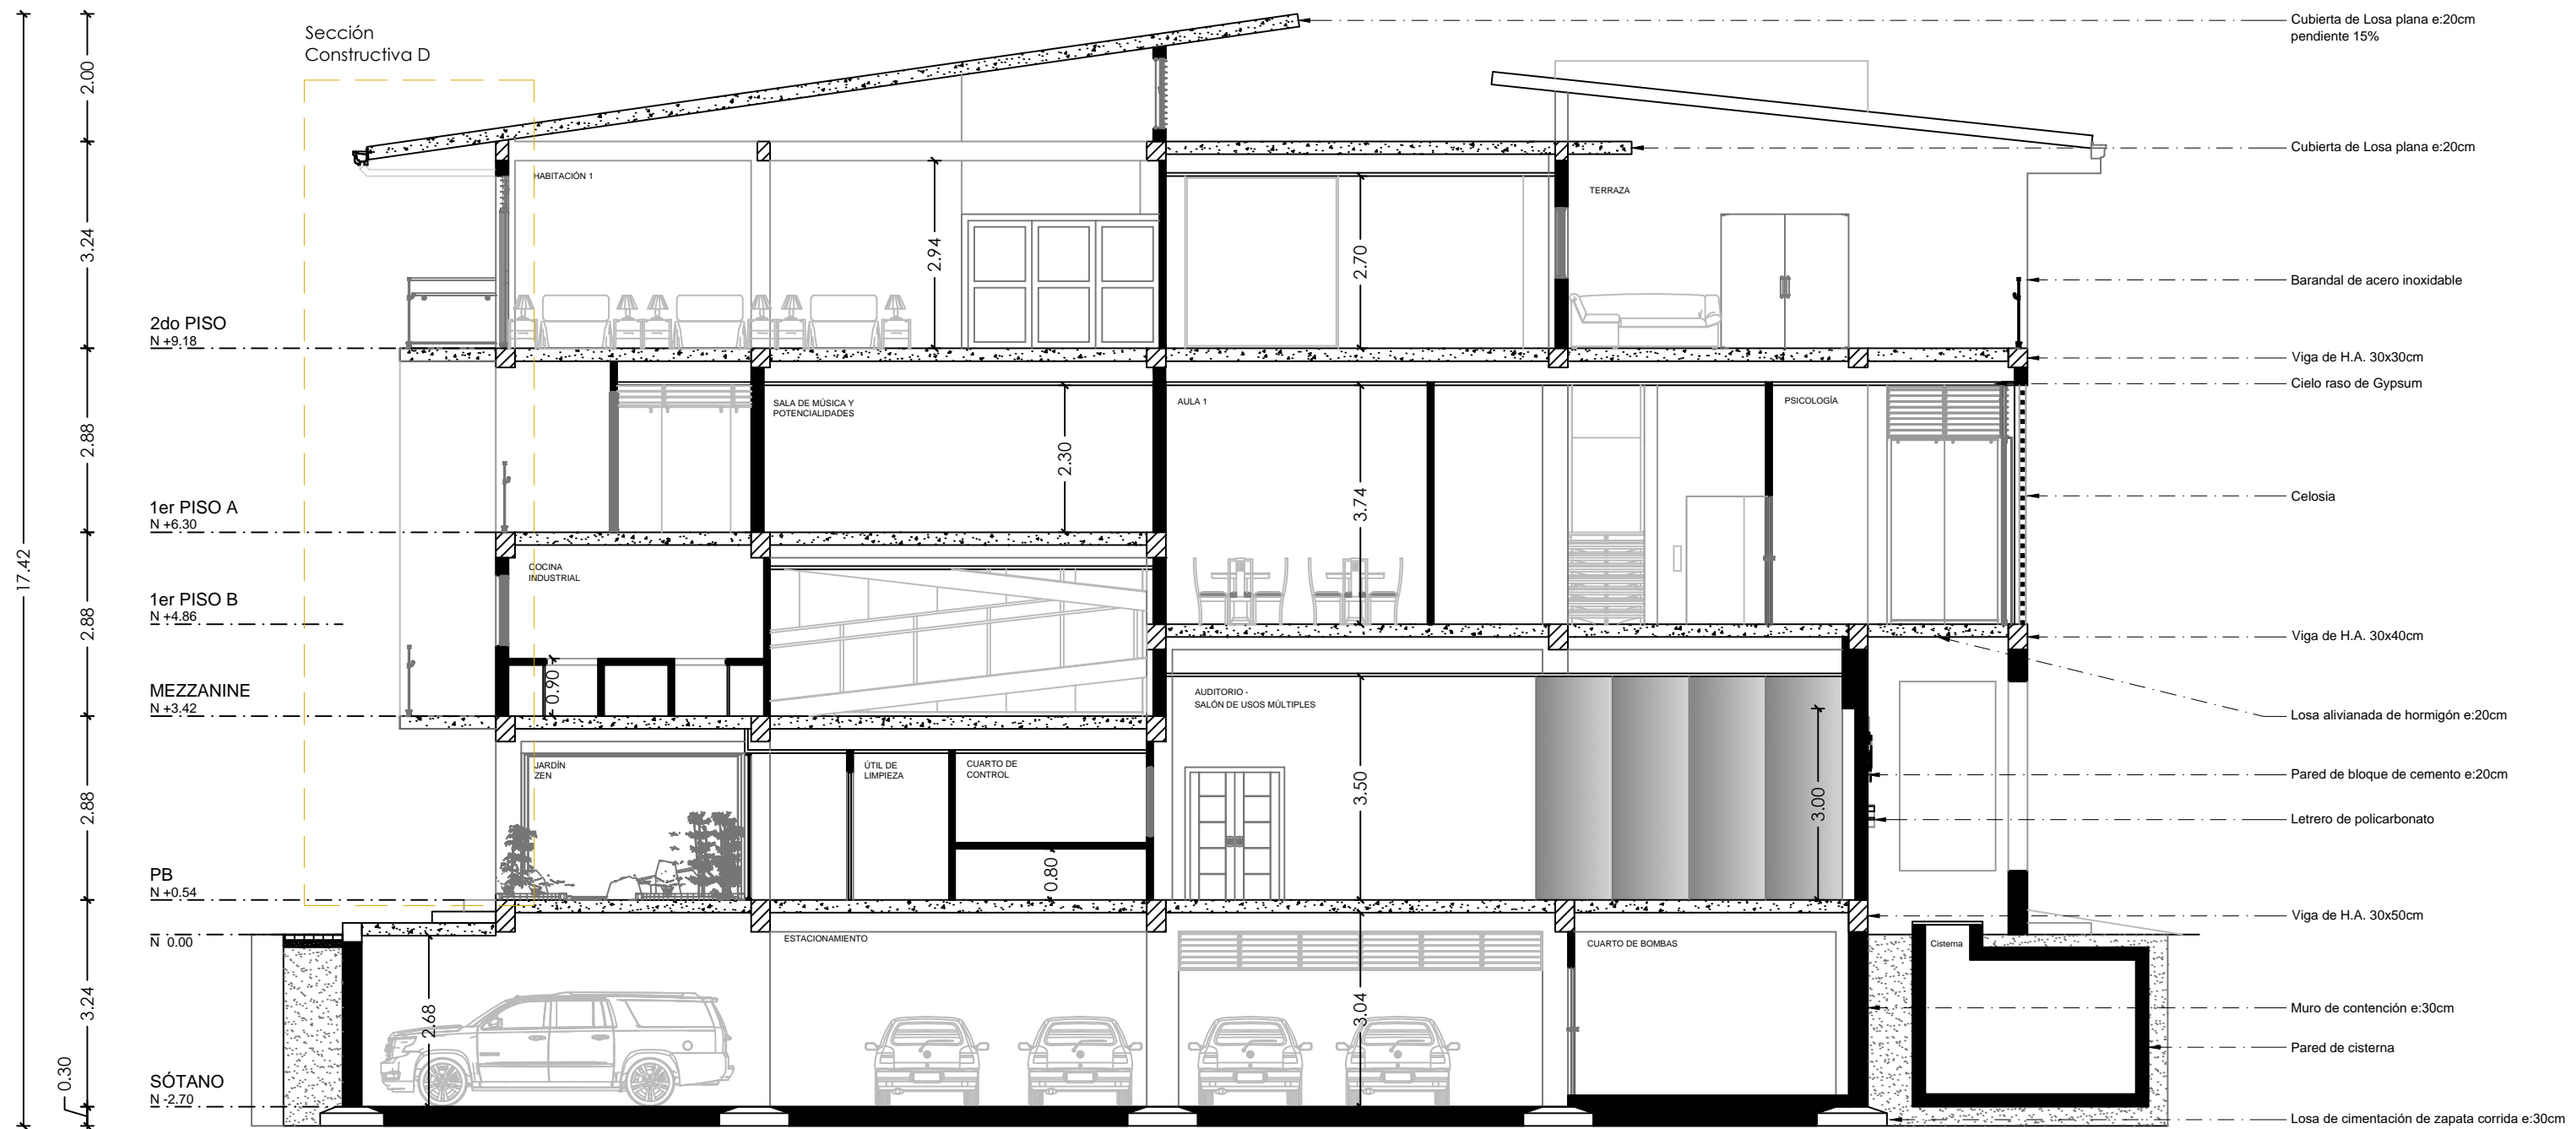 Sección
Constructiva D
Cubierta de Losa plana e:20cm
pendiente 15%
2.00
Cubierta de Losa plana e:20cm
HABITACIÓN 1
TERRAZA
3.24
2.94
2.70
Barandal de acero inoxidable
2do PISO
N +9.18
Viga de H.A. 30x30cm
Cielo raso de Gypsum
SALA DE MÚSICA Y
POTENCIALIDADES
AULA 1
PSICOLOGÍA
2.88
2.30
3.74
Celosia
1er PISO A
N +6.30
17.42
COCINA
INDUSTRIAL
1er PISO B
N +4.86
2.88
Viga de H.A. 30x40cm
0.90
MEZZANINE
N +3.42
AUDITORIO -
SALÓN DE USOS MÚLTIPLES
Losa alivianada de hormigón e:20cm
JARDÍN
ZEN
ÚTIL DE
LIMPIEZA
CUARTO DE
CONTROL
2.88
3.50
3.00
Pared de bloque de cemento e:20cm
Letrero de policarbonato
0.80
PB
N +0.54
Viga de H.A. 30x50cm
N 0.00
ESTACIONAMIENTO
CUARTO DE BOMBAS
Cisterna
3.24
2.68
3.04
Muro de contención e:30cm
Pared de cisterna
0.30
SÓTANO
N -2.70
Losa de cimentación de zapata corrida e:30cm